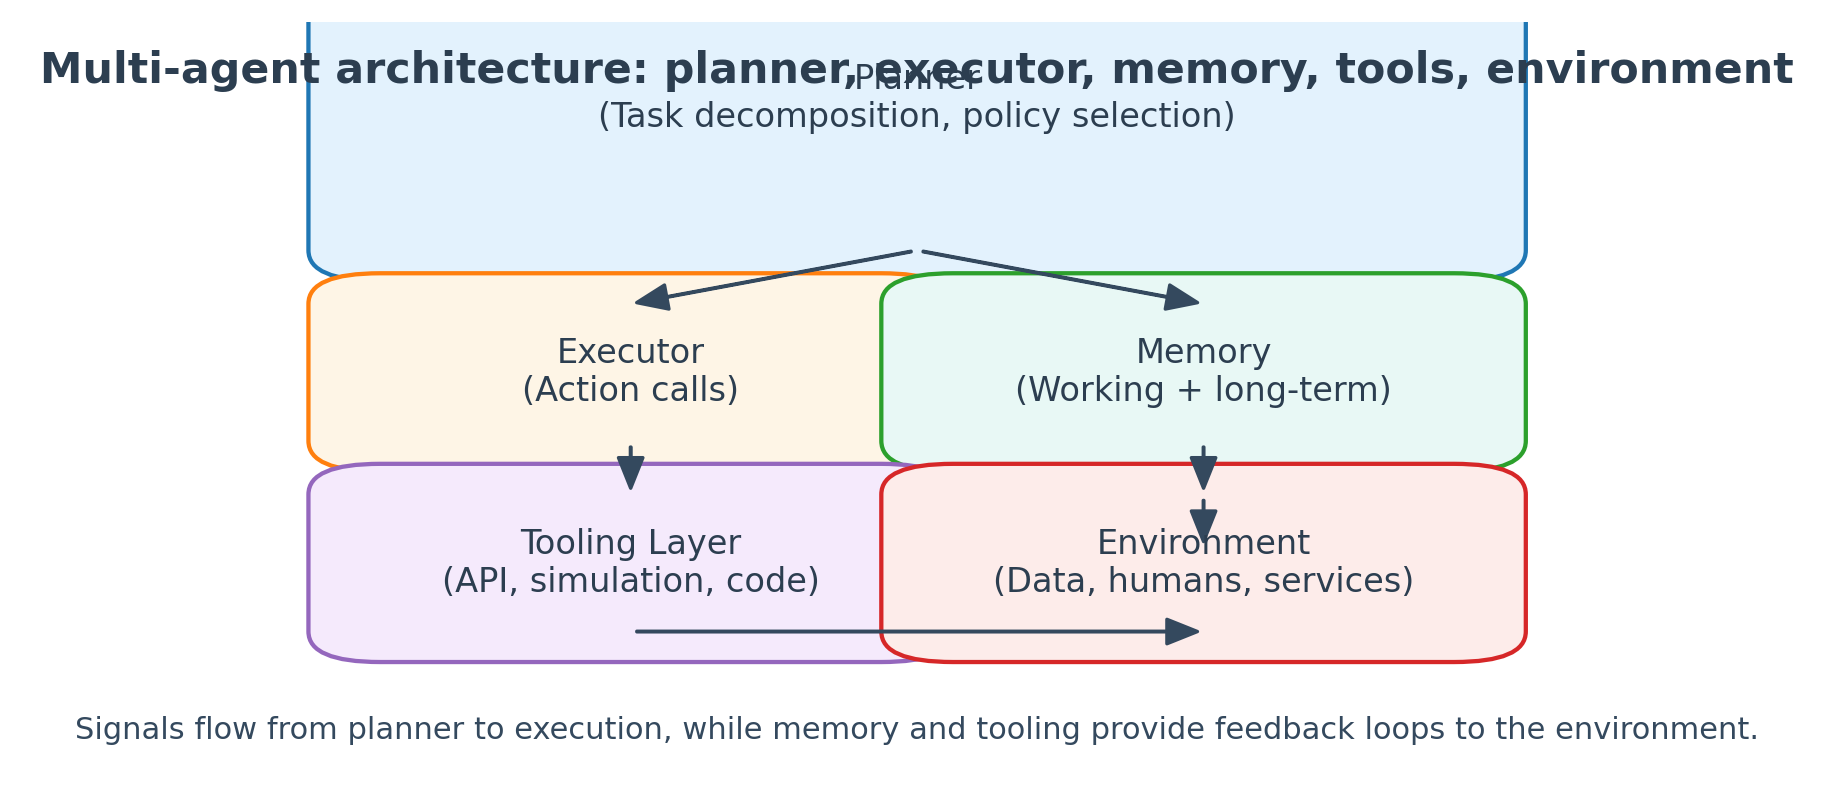 Multi-agent architecture: planner, executor, memory, tools, environment
Planner
(Task decomposition, policy selection)
Executor
(Action calls)
Memory
(Working + long-term)
Tooling Layer
(API, simulation, code)
Environment
(Data, humans, services)
Signals flow from planner to execution, while memory and tooling provide feedback loops to the environment.